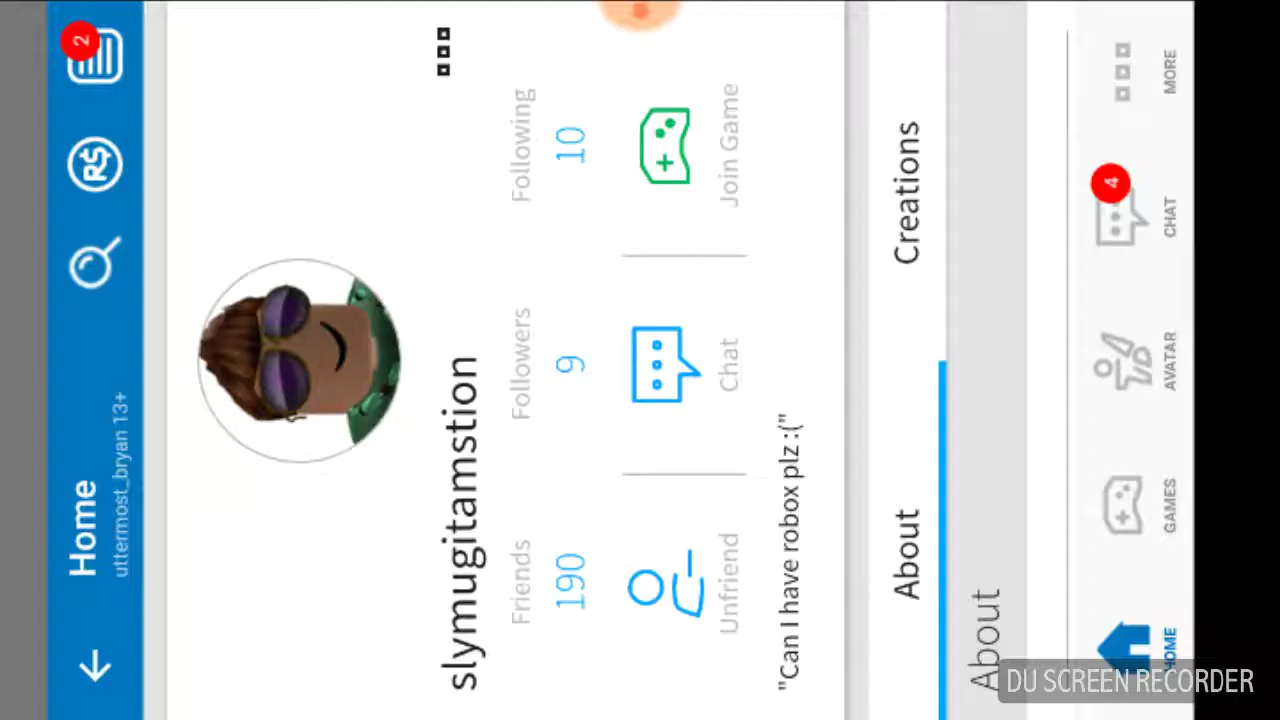 Home
uttermost_bryan 13+
R$
2
slymugitamstion
Friends Followers Following
190 9 10
Unfriend Chat Join Game
"Can I have robox plz :("
About Creations
About
4
HOME GAMES AVATAR CHAT MORE
DU SCREEN RECORDER